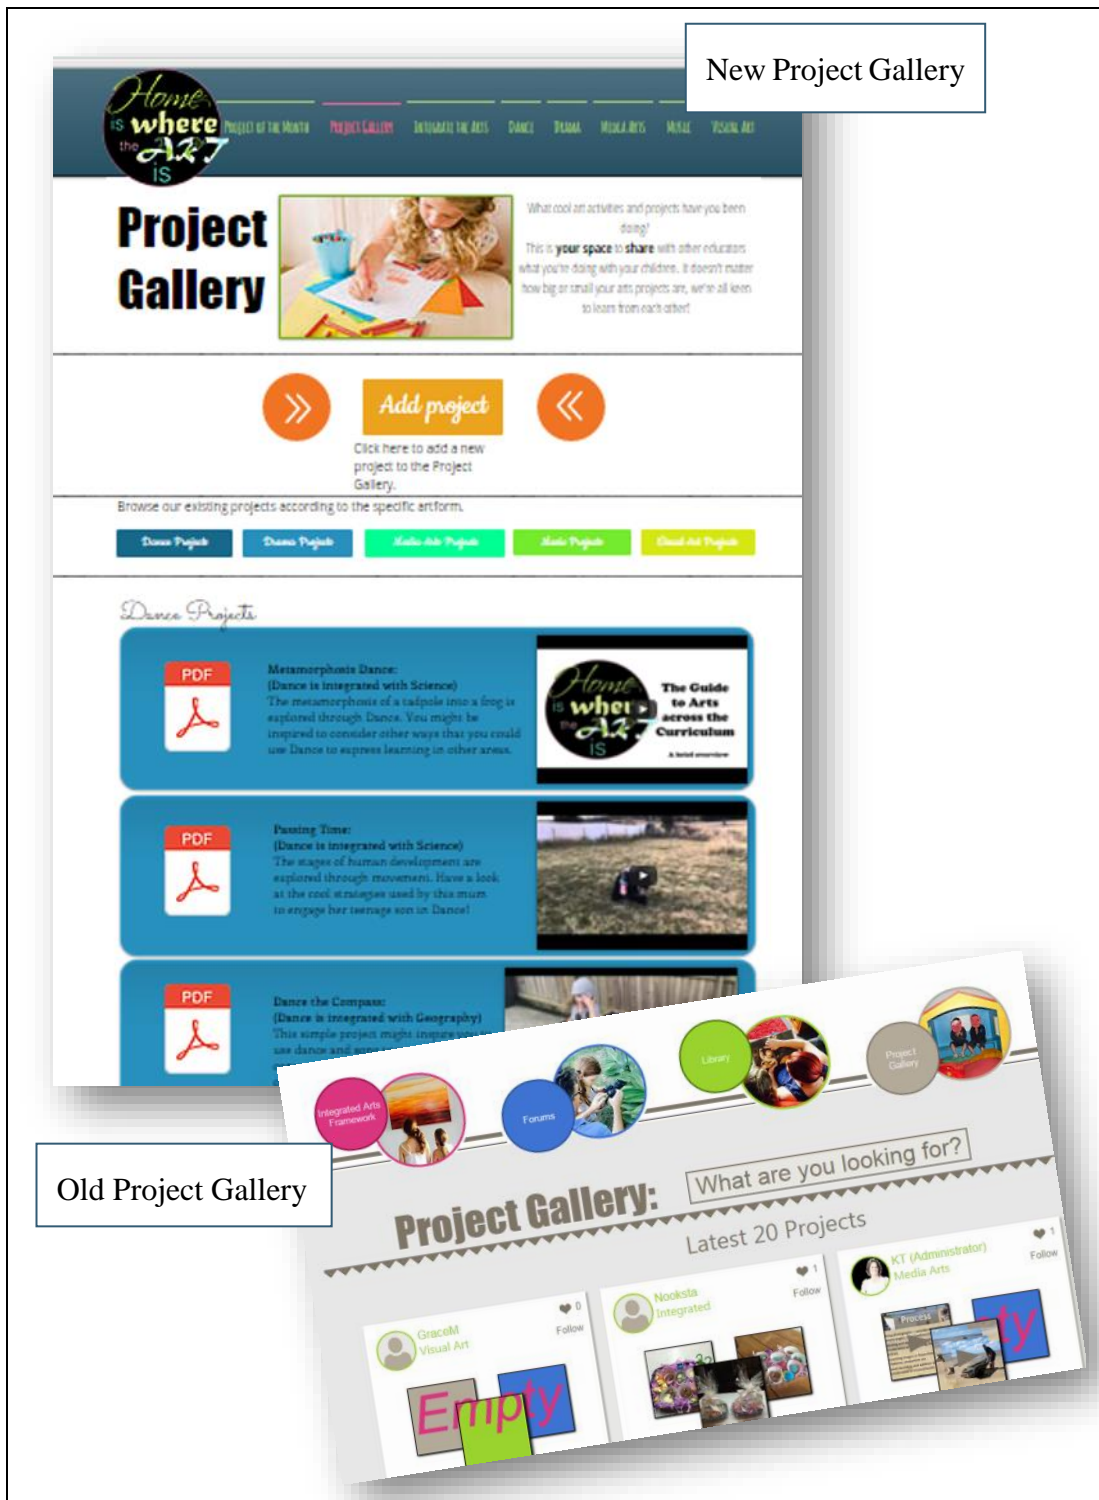 New Project Gallery
Home
is where
the ART
is
Project of the Month Project Gallery Integrate the Arts Dance Drama Media Arts Music Visual Art
Project
Gallery
What cool art activities and projects have you been
doing?
This is your space to share with other educators
what you're doing with your children. It doesn't matter
how big or small your arts projects are, we're all keen
to learn from each other!
Add project
Click here to add a new
project to the Project
Gallery.
Browse our existing projects according to the specific artform.
Dance Projects Drama Projects Media Arts Projects Music Projects Visual Art Projects
Dance Projects
PDF
Metamorphosis Dance:
(Dance is integrated with Science)
The metamorphosis of a tadpole into a frog is
explored through Dance. You might be
inspired to consider other ways that you could
use Dance to express learning in other areas.
Home
is wher
the ART
is
The Guide
to Arts
across the
Curriculum
A brief overview
PDF
Passing Time:
(Dance is integrated with Science)
The stages of human development are
explored through movement. Have a look
at the cool strategies used by this mum
to engage her teenage son in Dance!
PDF
Dance the Compass:
(Dance is integrated with Geography)
This simple project might inspire you to
use dance and song
Old Project Gallery
Integrated Arts
Framework
Forums
Library
Project
Gallery
Project Gallery:
What are you looking for?
Latest 20 Projects
GraceM
Visual Art
0
Follow
Empty
Nooksta
Integrated
1
Follow
KT (Administrator)
Media Arts
1
Follow
Process
ty